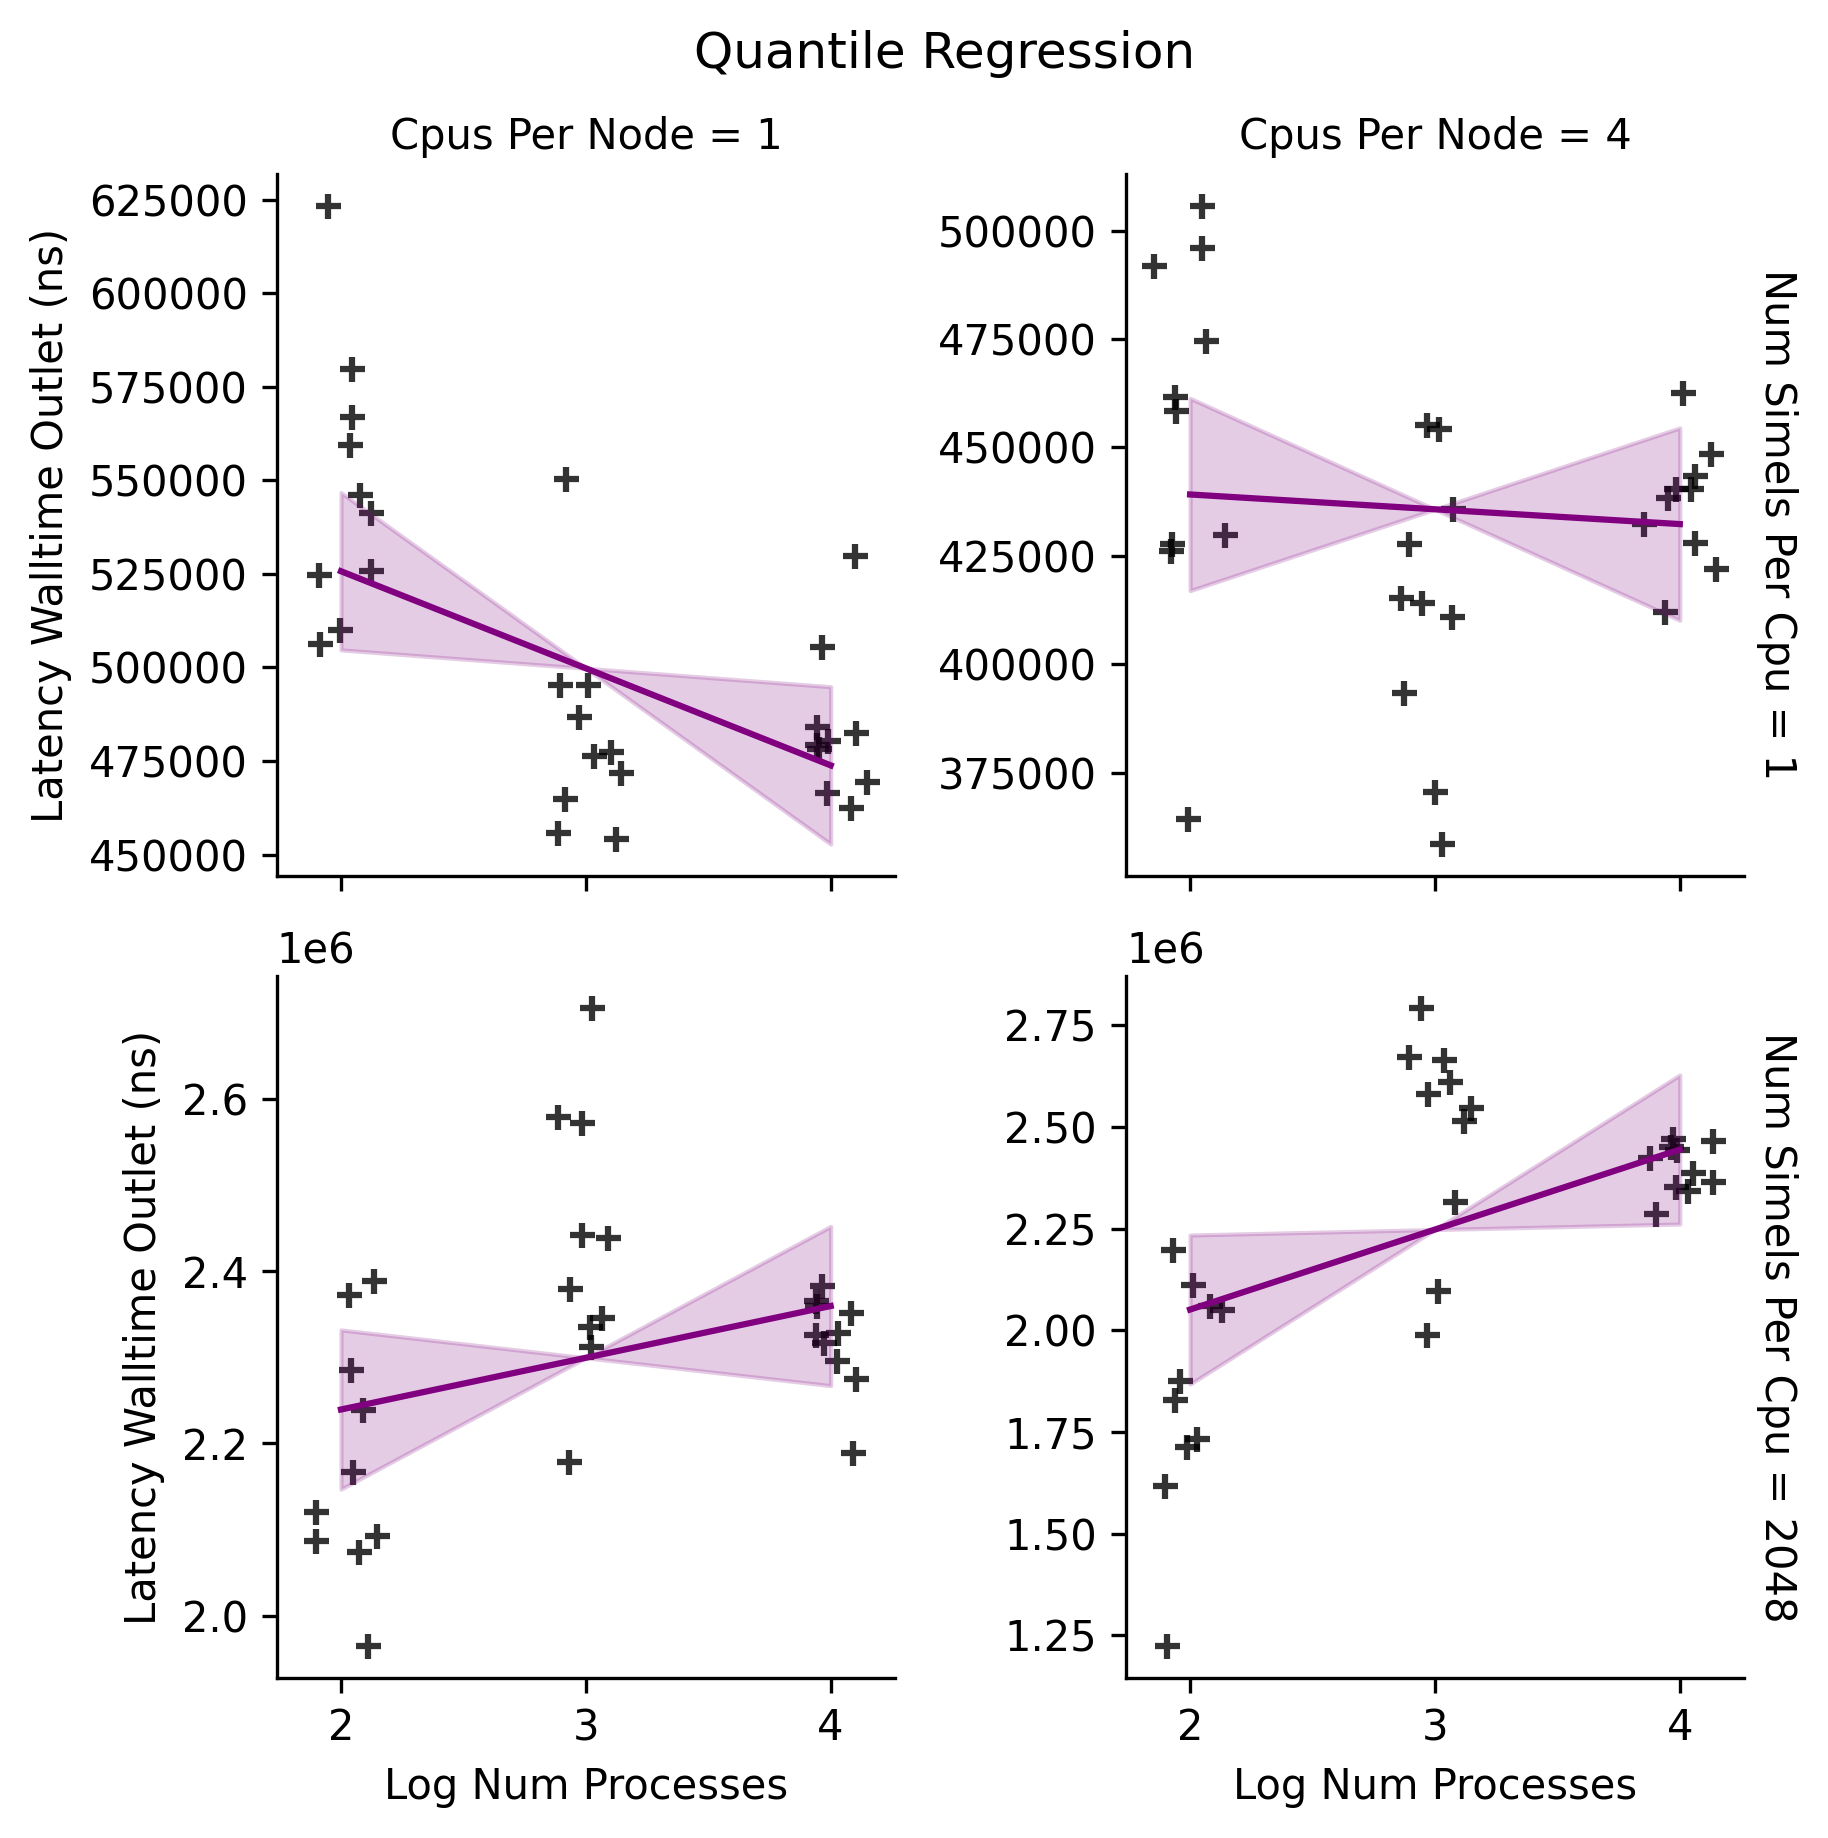 Quantile Regression
Cpus Per Node = 1
Cpus Per Node = 4
Latency Walltime Outlet (ns)
625000
600000
575000
550000
525000
500000
475000
450000
500000
475000
450000
425000
400000
375000
Num Simels Per Cpu = 1
1e6
Latency Walltime Outlet (ns)
2.6
2.4
2.2
2.0
2
3
4
Log Num Processes
1e6
2.75
2.50
2.25
2.00
1.75
1.50
1.25
2
3
4
Log Num Processes
Num Simels Per Cpu = 2048